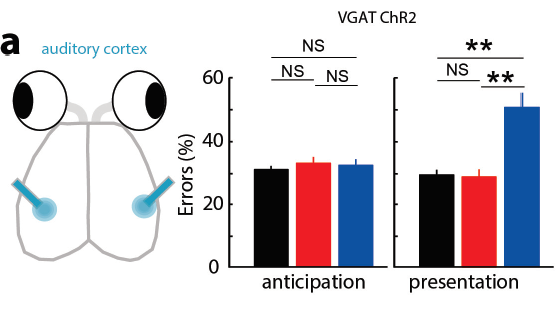 VGAT ChR2
a
auditory cortex
NS
NS
NS
**
NS
**
Errors (%)
60
40
20
0
anticipation
presentation